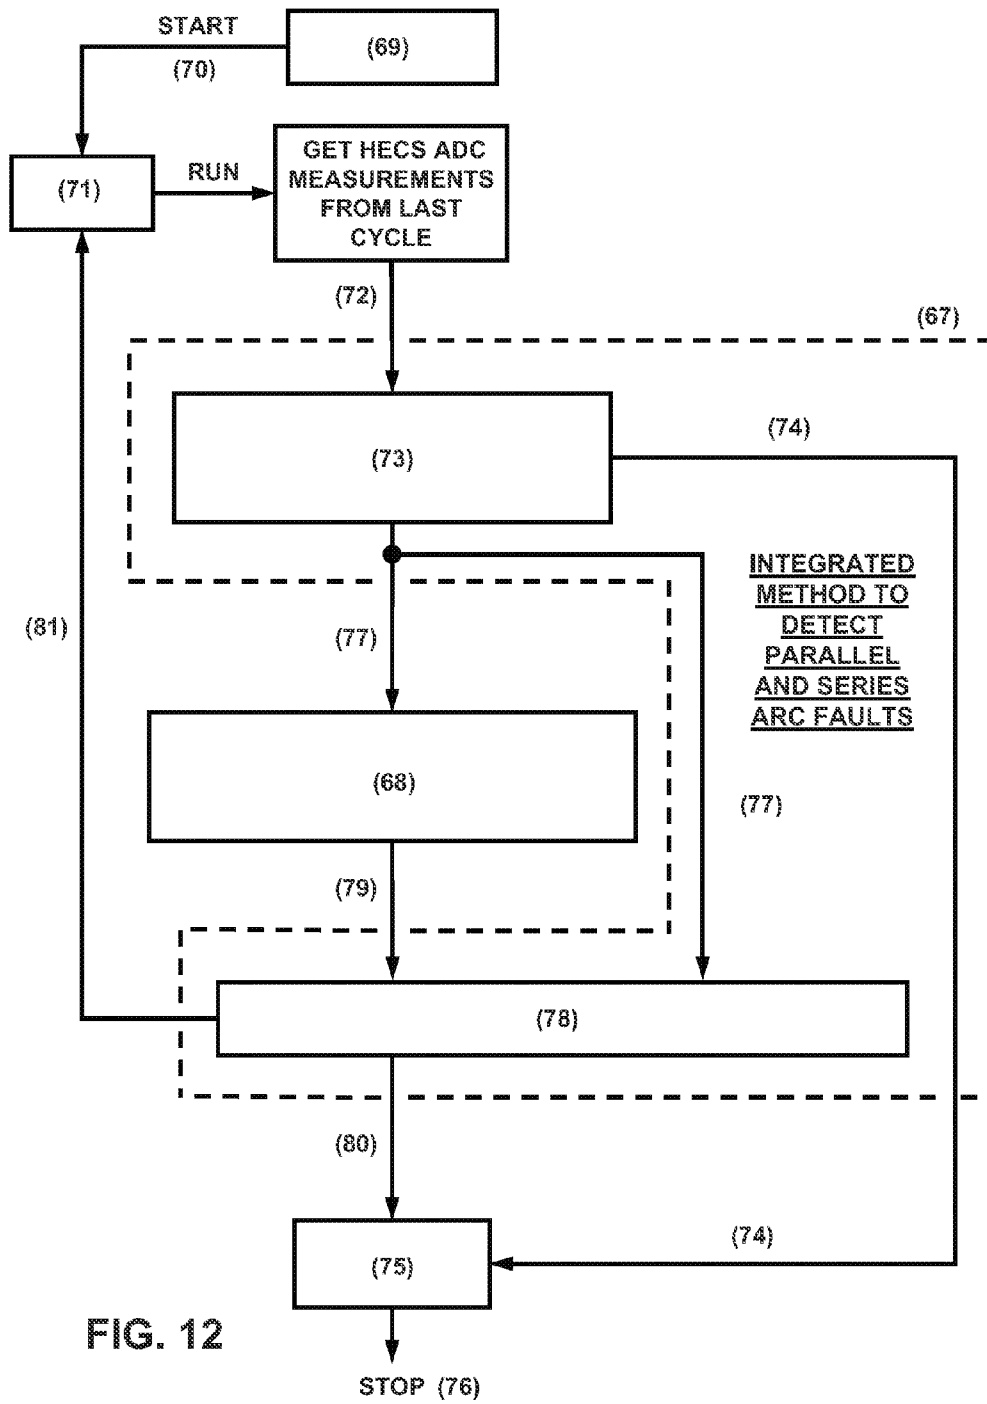 START
(69)
(70)
GET HECS ADC
MEASUREMENTS
FROM LAST
CYCLE
(71)
RUN
(72)
(67)
(73)
(74)
INTEGRATED
METHOD TO
DETECT
PARALLEL
AND SERIES
ARC FAULTS
(81)
(77)
(68)
(77)
(79)
(78)
(80)
(74)
(75)
FIG. 12
STOP (76)